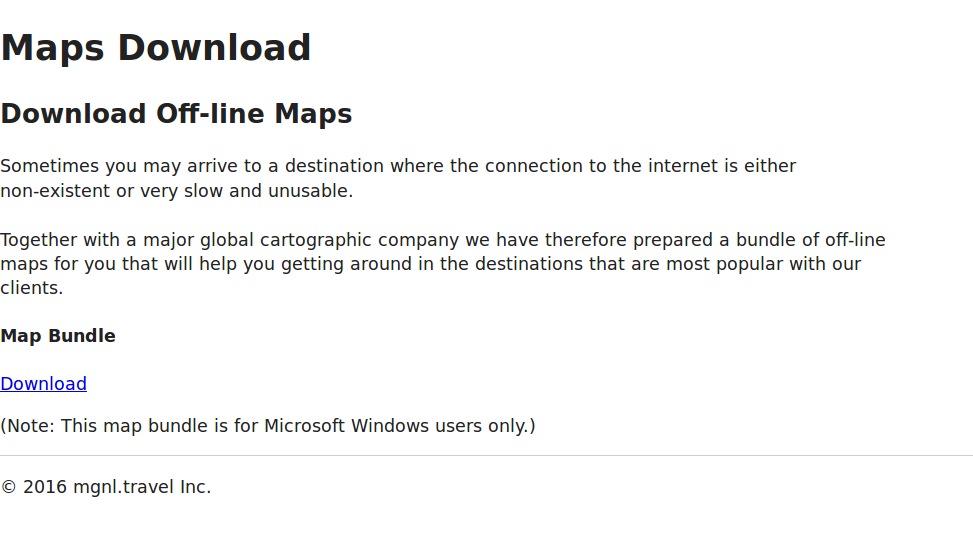 Maps Download
Download Off-line Maps
Sometimes you may arrive to a destination where the connection to the internet is either
non-existent or very slow and unusable.
Together with a major global cartographic company we have therefore prepared a bundle of off-line
maps for you that will help you getting around in the destinations that are most popular with our
clients.
Map Bundle
Download
(Note: This map bundle is for Microsoft Windows users only.)
© 2016 mgnl.travel Inc.